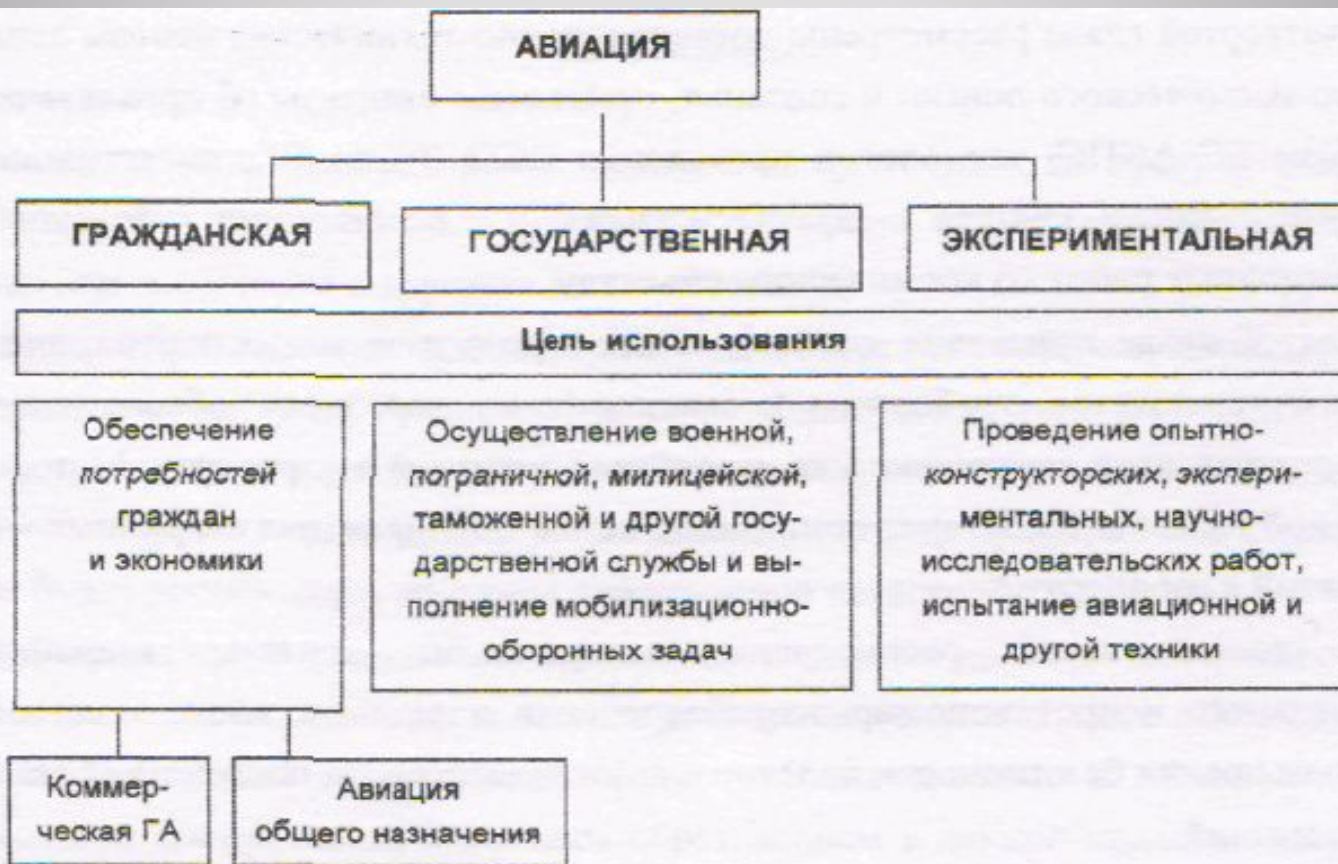 АВИАЦИЯ
ГРАЖДАНСКАЯ
ГОСУДАРСТВЕННАЯ
ЭКСПЕРИМЕНТАЛЬНАЯ
Цель использования
Обеспечение
потребностей
граждан
и экономики
Осуществление военной,
пограничной, милицейской,
таможенной и другой госу-
дарственной службы и вы-
полнение мобилизационно-
оборонных задач
Проведение опытно-
конструкторских, экспери-
ментальных, научно-
исследовательских работ,
испытание авиационной и
другой техники
Коммер-
ческая ГА
Авиация
общего назначения